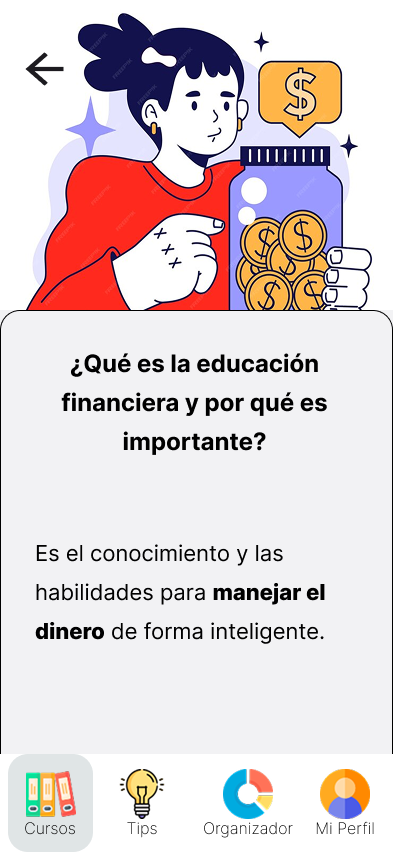 $
¿Qué es la educación
financiera y por qué es
importante?
Es el conocimiento y las
habilidades para manejar el
dinero de forma inteligente.
Cursos
Tips
Organizador
Mi Perfil